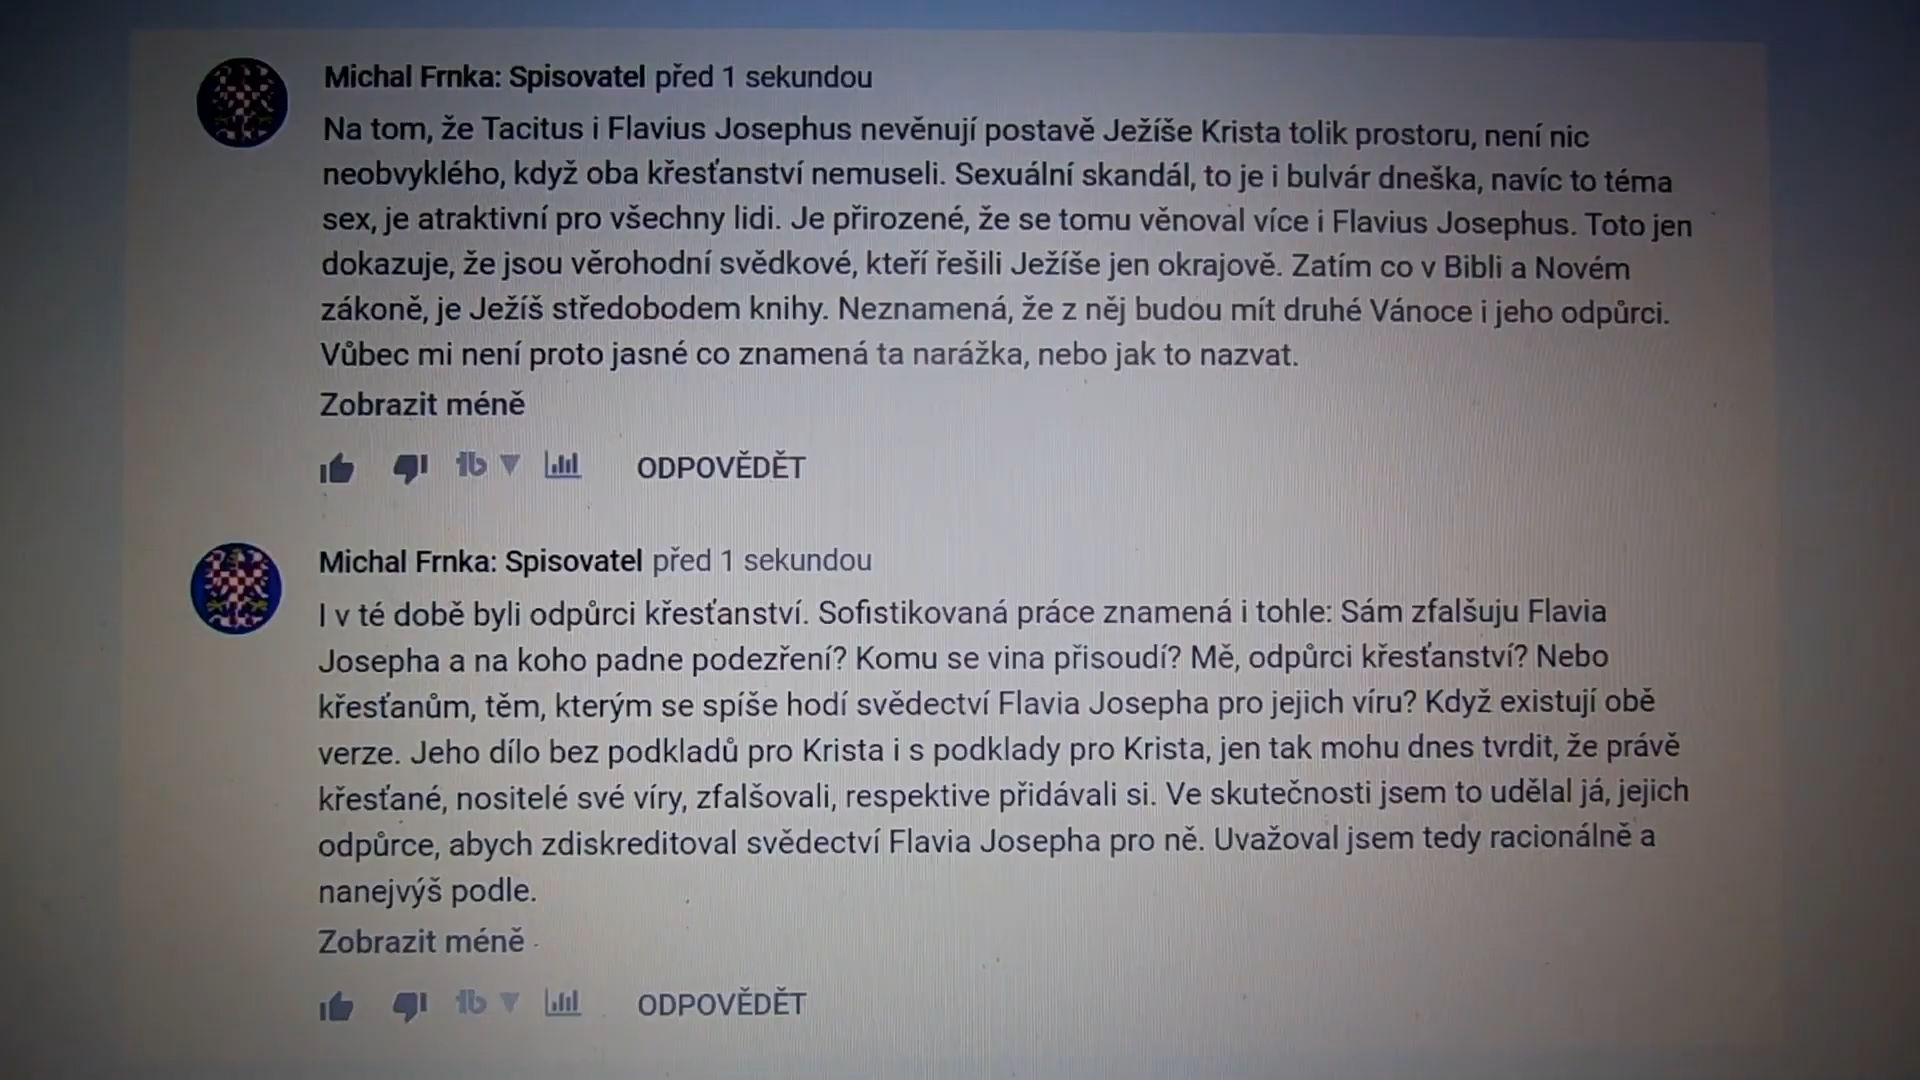 Michal Frnka: Spisovatel před 1 sekundou
Na tom, že Tacitus i Flavius Josephus nevěnují postavě Ježíše Krista tolik prostoru, není nic
neobvyklého, když oba křesťanství nemuseli. Sexuální skandál, to je i bulvár dneška, navíc to téma
sex, je atraktivní pro všechny lidi. Je přirozené, že se tomu věnoval více i Flavius Josephus. Toto jen
dokazuje, že jsou věrohodní svědkové, kteří řešili Ježíše jen okrajově. Zatím co v Bibli a Novém
zákoně, je Ježíš středobodem knihy. Neznamená, že z něj budou mít druhé Vánoce i jeho odpůrci.
Vůbec mi není proto jasné co znamená ta narážka, nebo jak to nazvat.
Zobrazit méně
ODPOVĚDĚT
Michal Frnka: Spisovatel před 1 sekundou
I v té době byli odpůrci křesťanství. Sofistikovaná práce znamená i tohle: Sám zfalšuju Flavia
Josepha a na koho padne podezření? Komu se vina přisoudí? Mě, odpůrci křesťanství? Nebo
křesťanům, těm, kterým se spíše hodí svědectví Flavia Josepha pro jejich víru? Když existují obě
verze. Jeho dílo bez podkladů pro Krista i s podklady pro Krista, jen tak mohu dnes tvrdit, že právě
křesťané, nositelé své víry, zfalšovali, respektive přidávali si. Ve skutečnosti jsem to udělal já, jejich
odpůrce, abych zdiskreditoval svědectví Flavia Josepha pro ně. Uvažoval jsem tedy racionálně a
nanejvýš podle.
Zobrazit méně
ODPOVĚDĚT